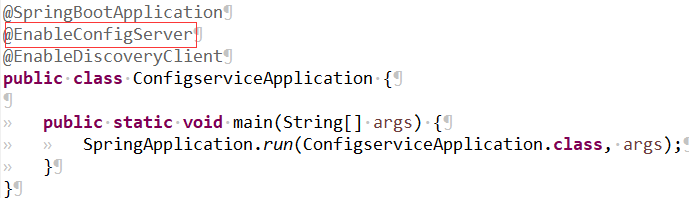 @SpringBootApplication¶
@EnableConfigServer¶
@EnableDiscoveryClient¶
public·class·ConfigserviceApplication·{¶
¶
»   public·static·void·main(String[]·args)·{¶
»   »   SpringApplication.run(ConfigserviceApplication.class,·args);¶
»   }¶
}¶